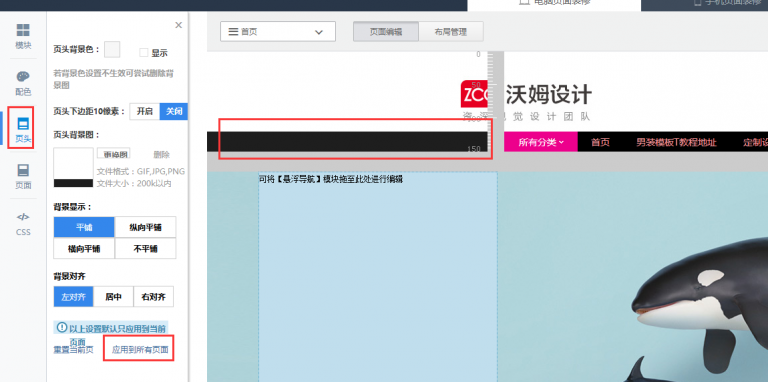 电脑页面装修
手机页面装修
首页
页面编辑
布局管理
模块
配色
页头
页面
CSS
页头背景色：
显示
若背景色设置不生效可尝试删除背
景图
页头下边距10像素：
开启
关闭
页头背景图：
更换图
删除
文件格式：GIF,JPG,PNG
文件大小：200k以内
背景显示：
平铺
纵向平铺
横向平铺
不平铺
背景对齐
左对齐
居中
右对齐
以上设置默认只应用到当前
页面
重置当前页
应用到所有页面
0
50
150
沃姆设计
觉设计团队
所有分类
首页
男装模板T教程地址
定制设
可将【悬浮导航】模块拖至此处进行编辑